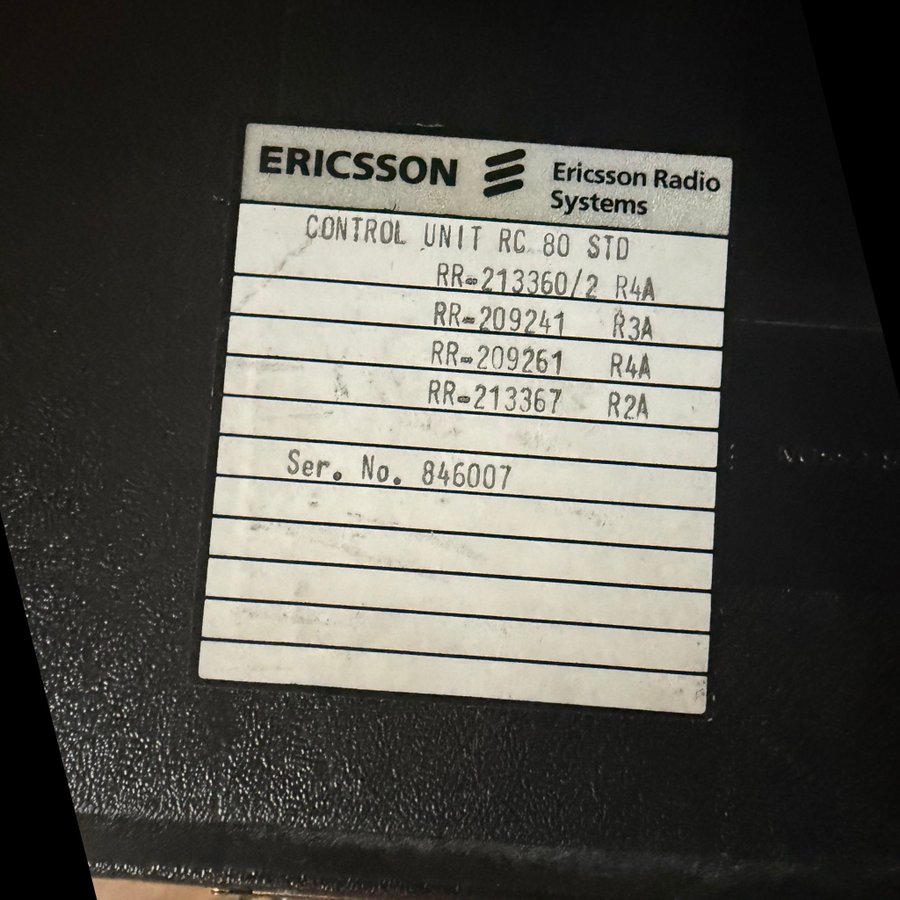 ERICSSON
Ericsson Radio
Systems
CONTROL UNIT RC 80 STD
RR-213360/2 R4A
RR-209241 R3A
RR-209261 R4A
RR-213367 R2A
Ser. No. 846007